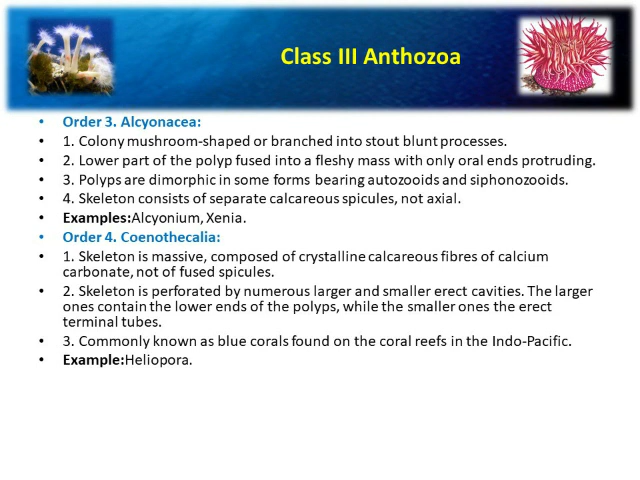 Class III Anthozoa
• Order 3. Alcyonacea:
• 1. Colony mushroom-shaped or branched into stout blunt processes.
• 2. Lower part of the polyp fused into a fleshy mass with only oral ends protruding.
• 3. Polyps are dimorphic in some forms bearing autozooids and siphonozooids.
• 4. Skeleton consists of separate calcareous spicules, not axial.
• Examples:Alcyonium, Xenia.
• Order 4. Coenothecalia:
• 1. Skeleton is massive, composed of crystalline calcareous fibres of calcium
carbonate, not of fused spicules.
• 2. Skeleton is perforated by numerous larger and smaller erect cavities. The larger
ones contain the lower ends of the polyps, while the smaller ones the erect
terminal tubes.
• 3. Commonly known as blue corals found on the coral reefs in the Indo-Pacific.
• Example:Heliopora.